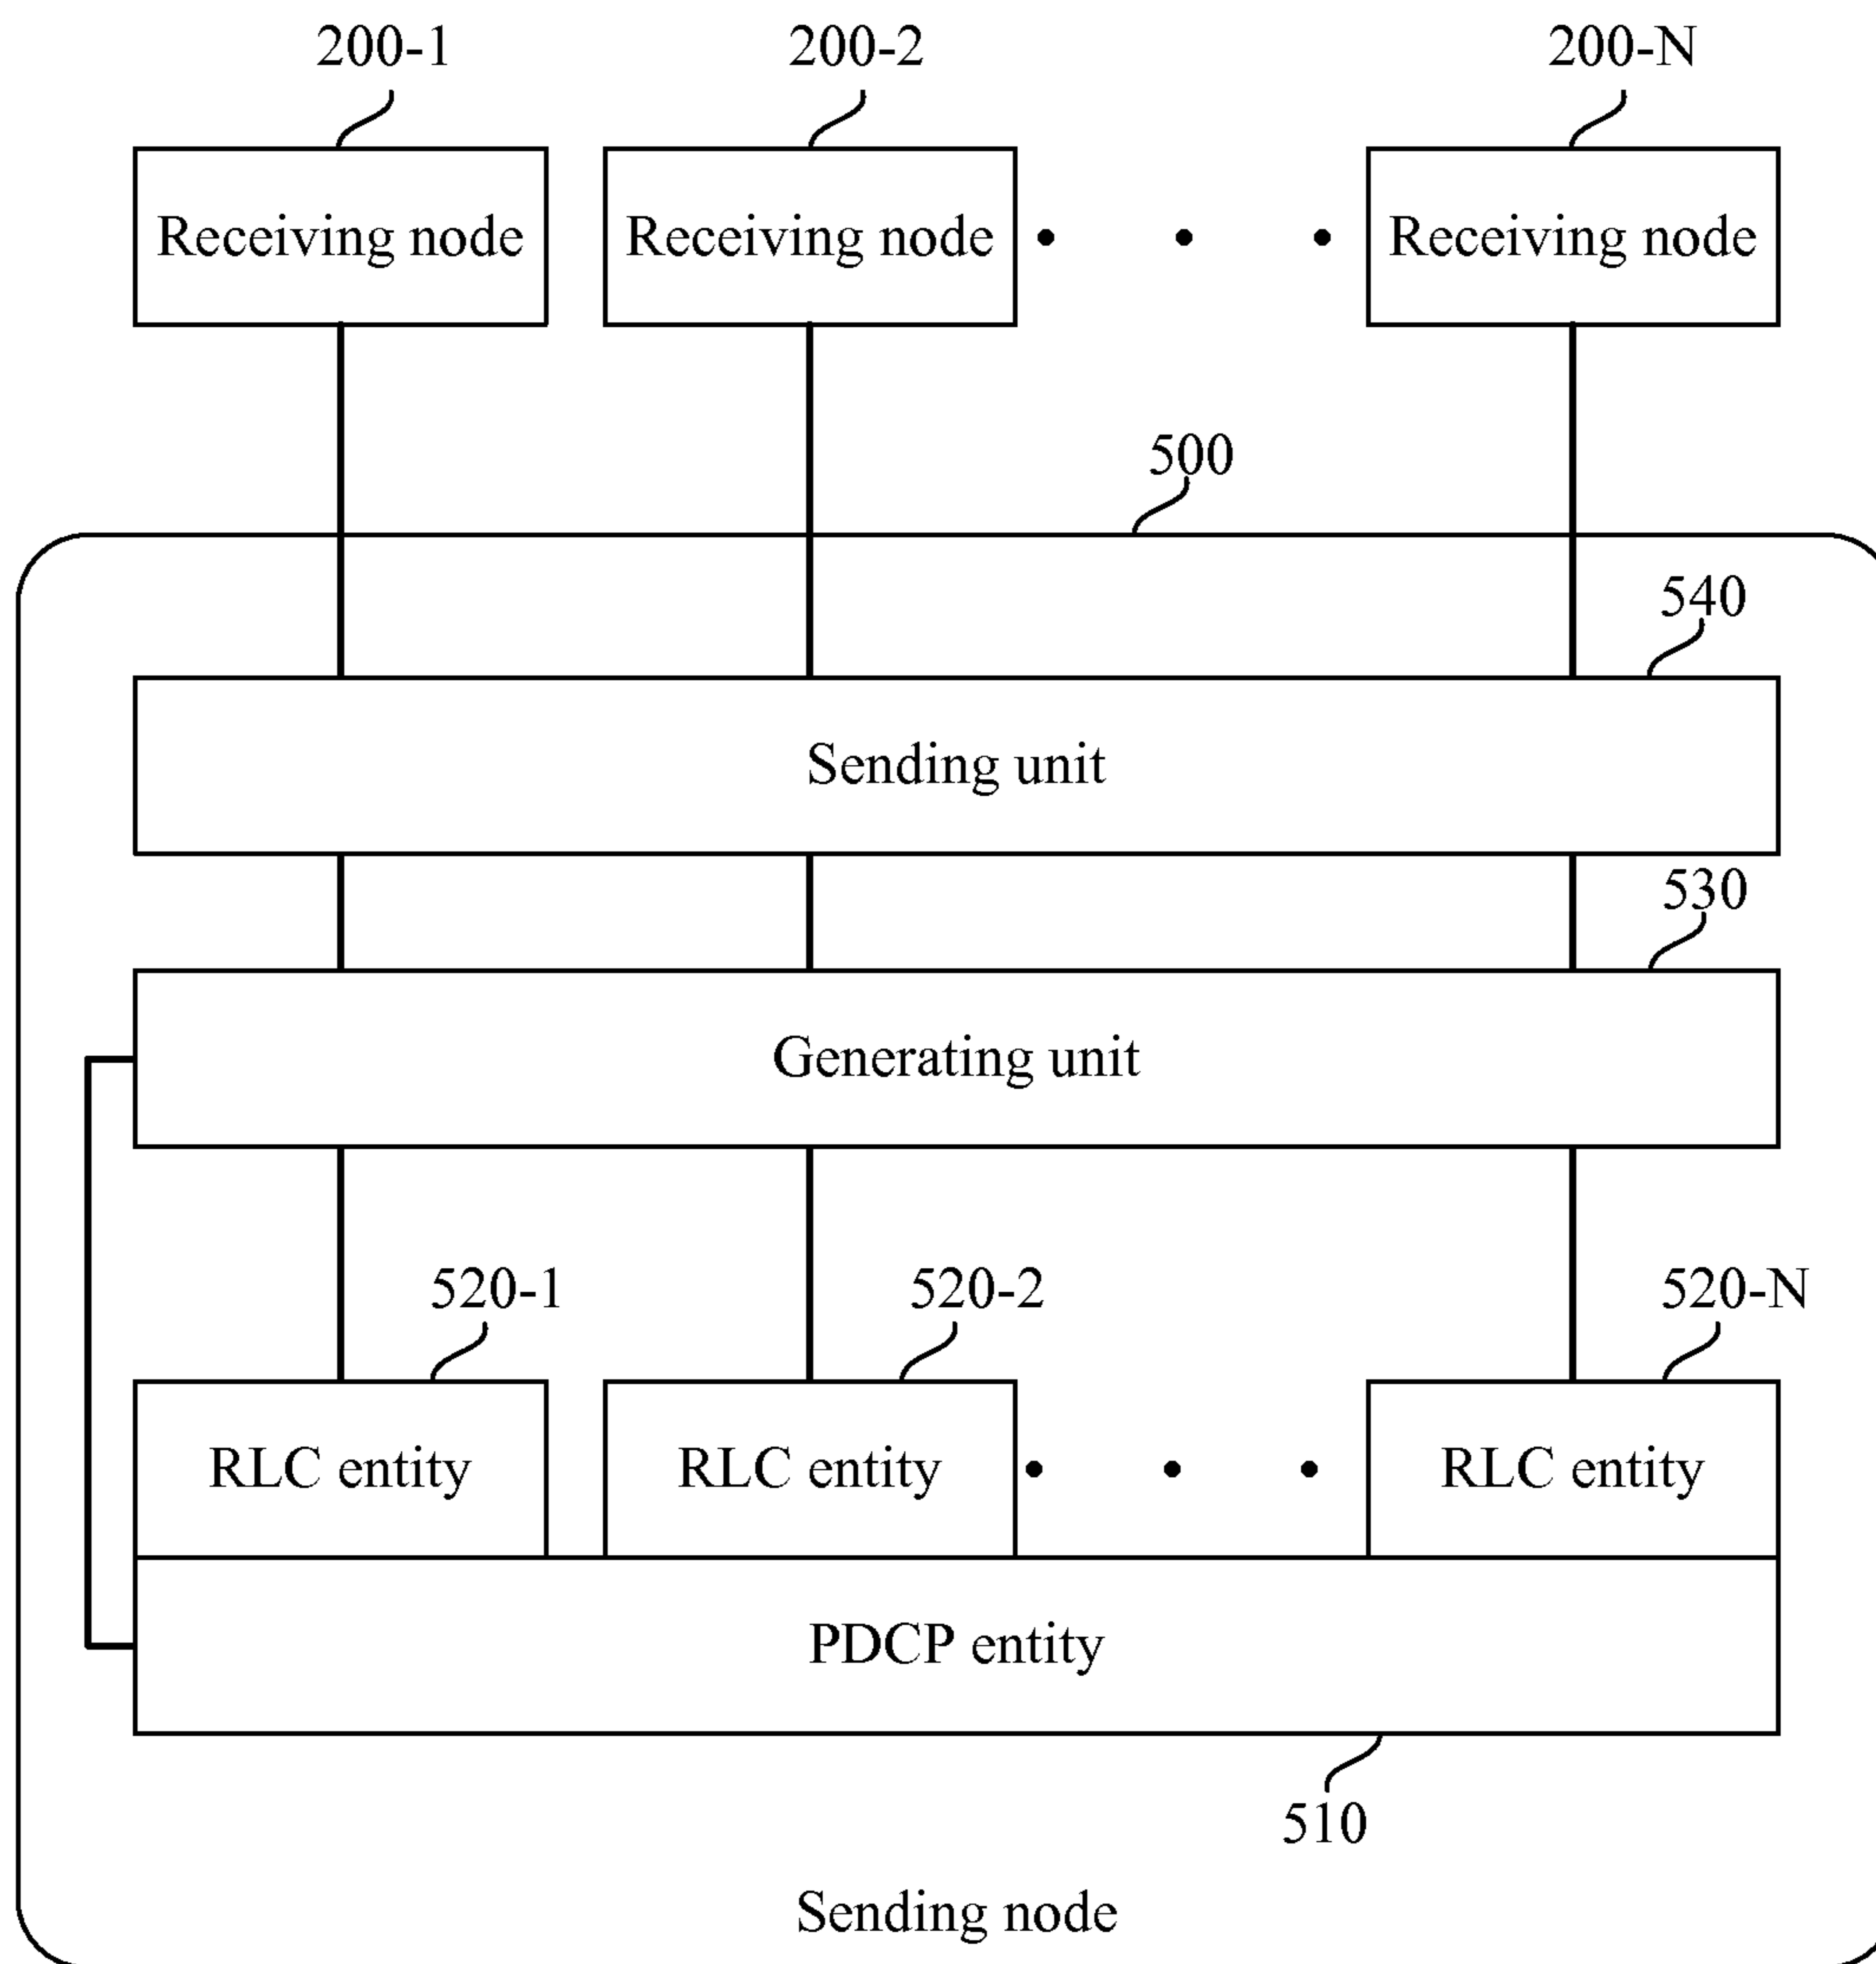 200-1
200-2
200-N
Receiving node
Receiving node
Receiving node
500
540
Sending unit
530
Generating unit
520-1
520-2
520-N
RLC entity
RLC entity
RLC entity
PDCP entity
510
Sending node